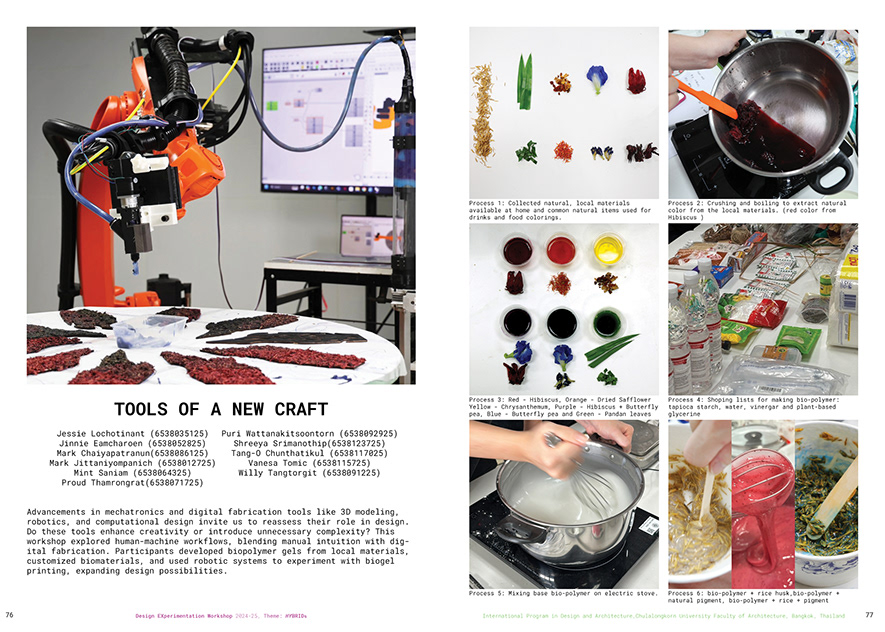 TOOLS OF A NEW CRAFT
Jessie Lochotinant (6538035125)
Jinnie Eamcharoen (6538052825)
Mark Chaiyapatranun(6538086125)
Mark Jittaniyompanich (6538012725)
Mint Saniam (6538064325)
Proud Thamrongrat(6538071725)
Puri Wattanakitsoontorn (6538092925)
Shreeya Srimanothip(6538123725)
Tang-O Chunthatikul (6538117025)
Vanesa Tomic (6538115725)
Willy Tangtorgit (6538091225)
Advancements in mechatronics and digital fabrication tools like 3D modeling,
robotics, and computational design invite us to reassess their role in design.
Do these tools enhance creativity or introduce unnecessary complexity? This
workshop explored human-machine workflows, blending manual intuition with dig-
ital fabrication. Participants developed biopolymer gels from local materials,
customized biomaterials, and used robotic systems to experiment with biogel
printing, expanding design possibilities.
76
Design EXperimentation Workshop 2024-25, Theme: HYBRIDs
Process 1: Collected natural, local materials
available at home and common natural items used for
drinks and food colorings.
Process 2: Crushing and boiling to extract natural
color from the local materials. (red color from
Hibiscus )
Process 3: Red - Hibiscus, Orange - Dried Safflower
Yellow - Chrysanthemum, Purple - Hibiscus + Butterfly
pea, Blue - Butterfly pea and Green - Pandan leaves
Process 4: Shoping lists for making bio-polymer:
tapioca starch, water, vinergar and plant-based
glycerine
Process 5: Mixing base bio-polymer on electric stove.
Process 6: bio-polymer + rice husk,bio-polymer +
natural pigment, bio-polymer + rice + pigment
International Program in Design and Architecture,Chulalongkorn University Faculty of Architecture, Bangkok, Thailand
77